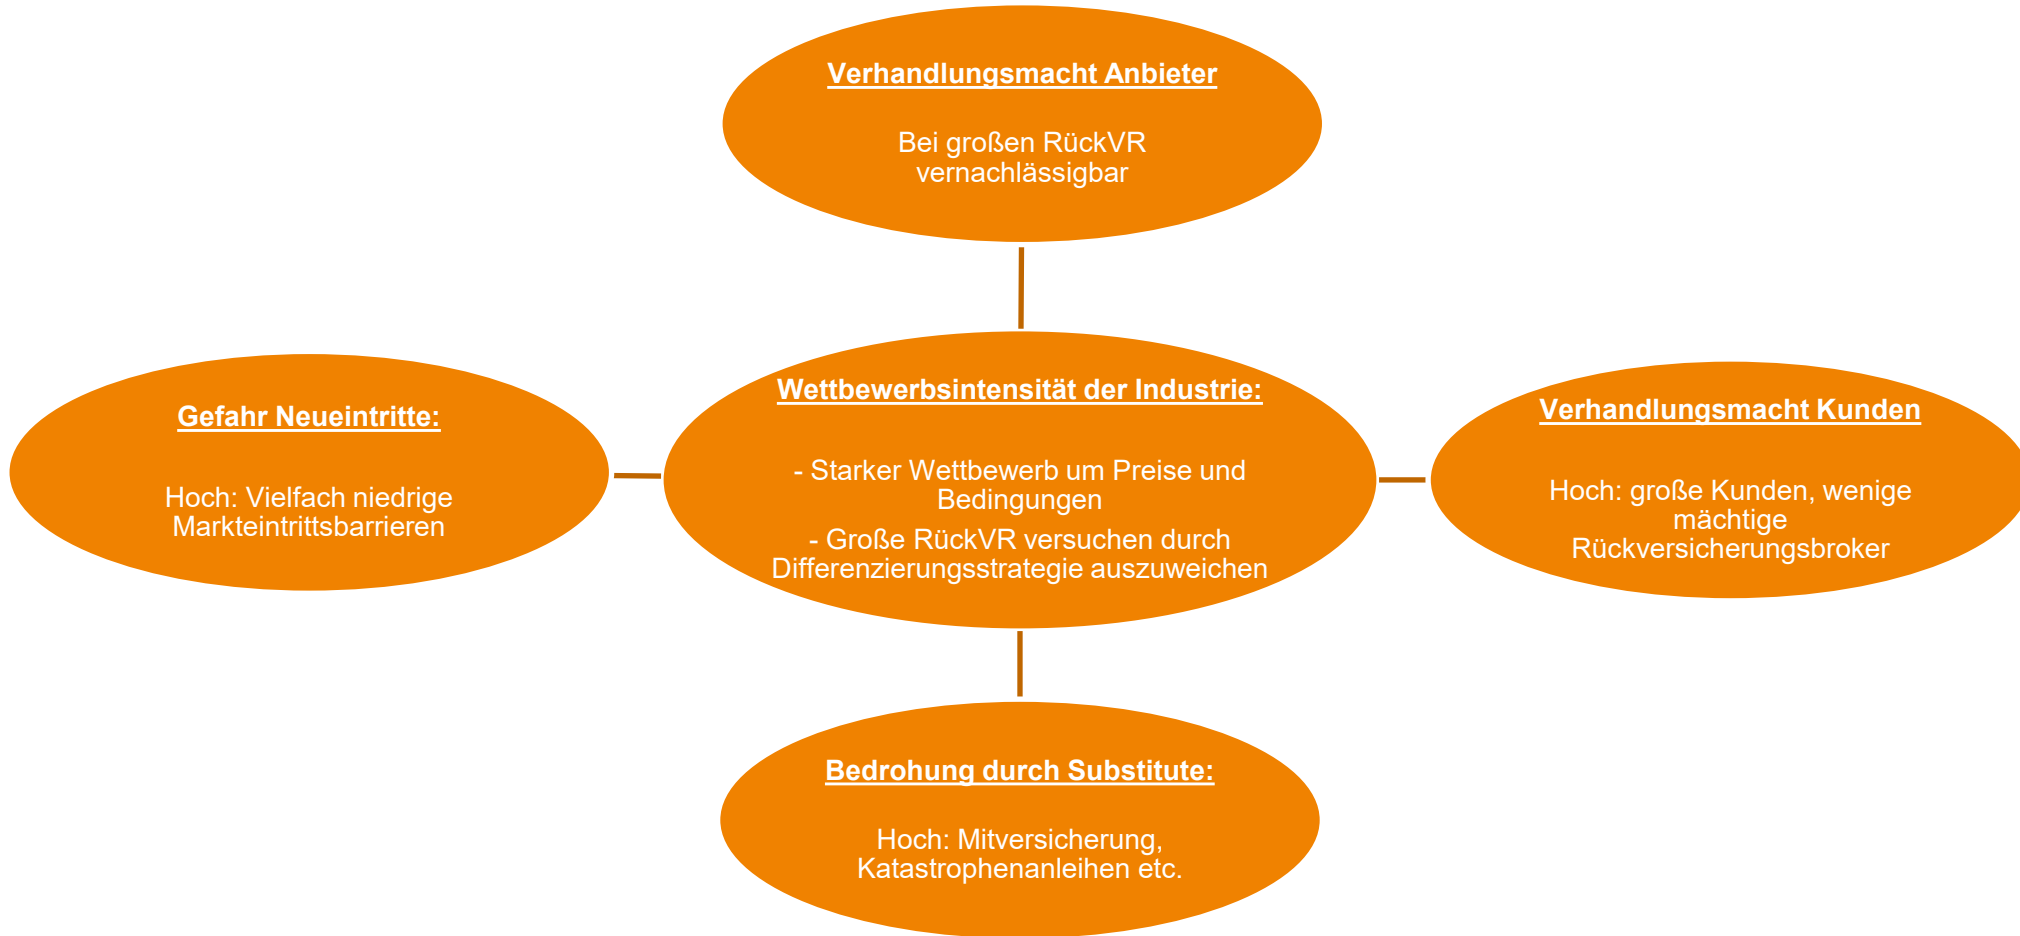 Verhandlungsmacht Anbieter
Bei großen RückVR
vernachlässigbar
Gefahr Neueintritte:
Hoch: Vielfach niedrige
Markteintrittsbarrieren
Wettbewerbsintensität der Industrie:
- Starker Wettbewerb um Preise und
Bedingungen
- Große RückVR versuchen durch
Differenzierungsstrategie auszuweichen
Verhandlungsmacht Kunden
Hoch: große Kunden, wenige
mächtige
Rückversicherungsbroker
Bedrohung durch Substitute:
Hoch: Mitversicherung,
Katastrophenanleihen etc.